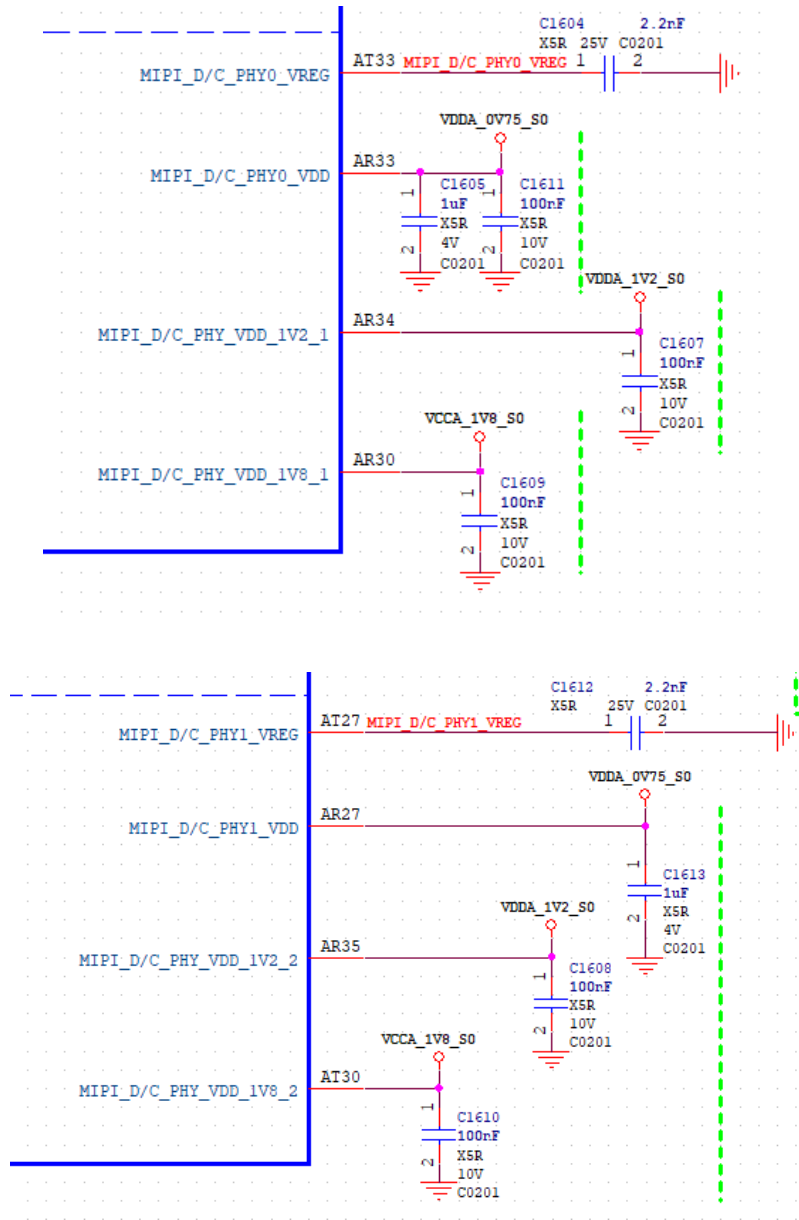 C1604 2.2nF
X5R 25V C0201
MIPI_D/C_PHY0_VREG AT33 MIPI_D/C_PHY0_VREG 1 2
VDDA_0V75_S0
MIPI_D/C_PHY0_VDD AR33
1 C1605 1 C1611
1uF 100nF
X5R X5R
2 4V 2 10V
C0201 C0201
VDDA_1V2_S0
MIPI_D/C_PHY_VDD_1V2_1 AR34
1 C1607
100nF
X5R
2 10V
C0201
VCCA_1V8_S0
MIPI_D/C_PHY_VDD_1V8_1 AR30
1 C1609
100nF
X5R
2 10V
C0201
C1612 2.2nF
X5R 25V C0201
MIPI_D/C_PHY1_VREG AT27 MIPI_D/C_PHY1_VREG 1 2
VDDA_0V75_S0
MIPI_D/C_PHY1_VDD AR27
1 C1613
1uF
2 X5R
4V
C0201
VDDA_1V2_S0
MIPI_D/C_PHY_VDD_1V2_2 AR35
1 C1608
100nF
X5R
2 10V
C0201
VCCA_1V8_S0
MIPI_D/C_PHY_VDD_1V8_2 AT30
1 C1610
100nF
2 X5R
10V
C0201